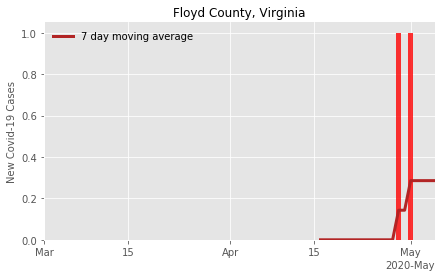 Floyd County, Virginia
7 day moving average
New Covid-19 Cases
1.0
0.8
0.6
0.4
0.2
0.0
Mar 15 Apr 15 May
2020-May